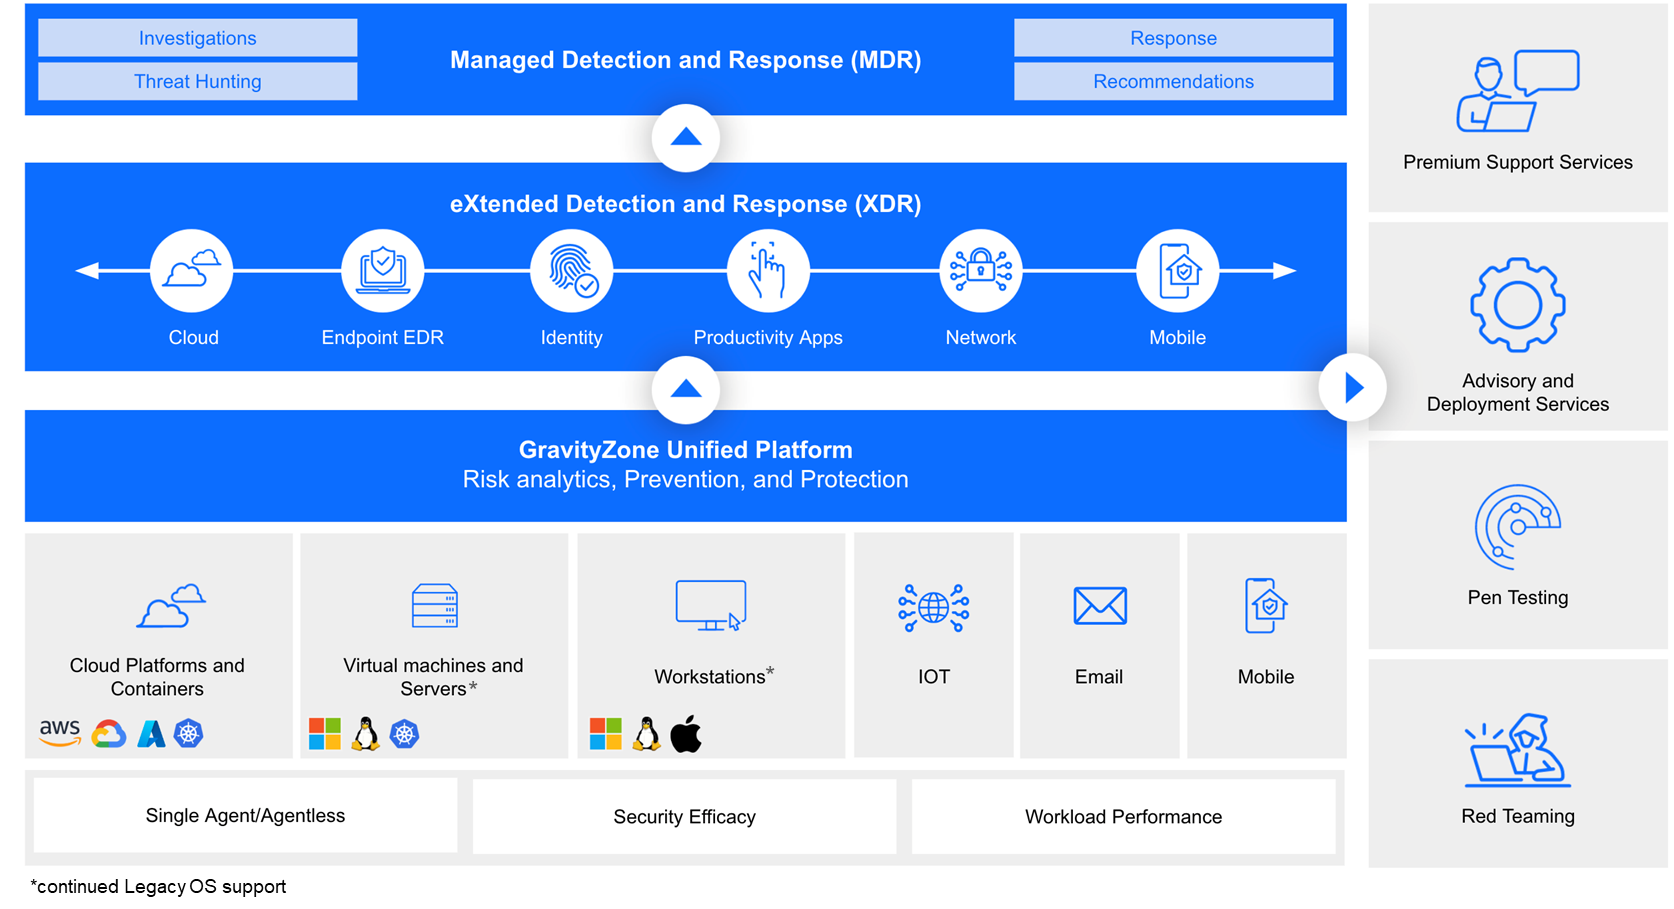 Investigations
Threat Hunting
Managed Detection and Response (MDR)
Response
Recommendations
eXtended Detection and Response (XDR)
Cloud
Endpoint EDR
Identity
Productivity Apps
Network
Mobile
GravityZone Unified Platform
Risk analytics, Prevention, and Protection
Cloud Platforms and
Containers
aws
Virtual machines and
Servers*
Workstations*
IOT
Email
Mobile
Single Agent/Agentless
Security Efficacy
Workload Performance
*continued Legacy OS support
Premium Support Services
Advisory and
Deployment Services
Pen Testing
Red Teaming